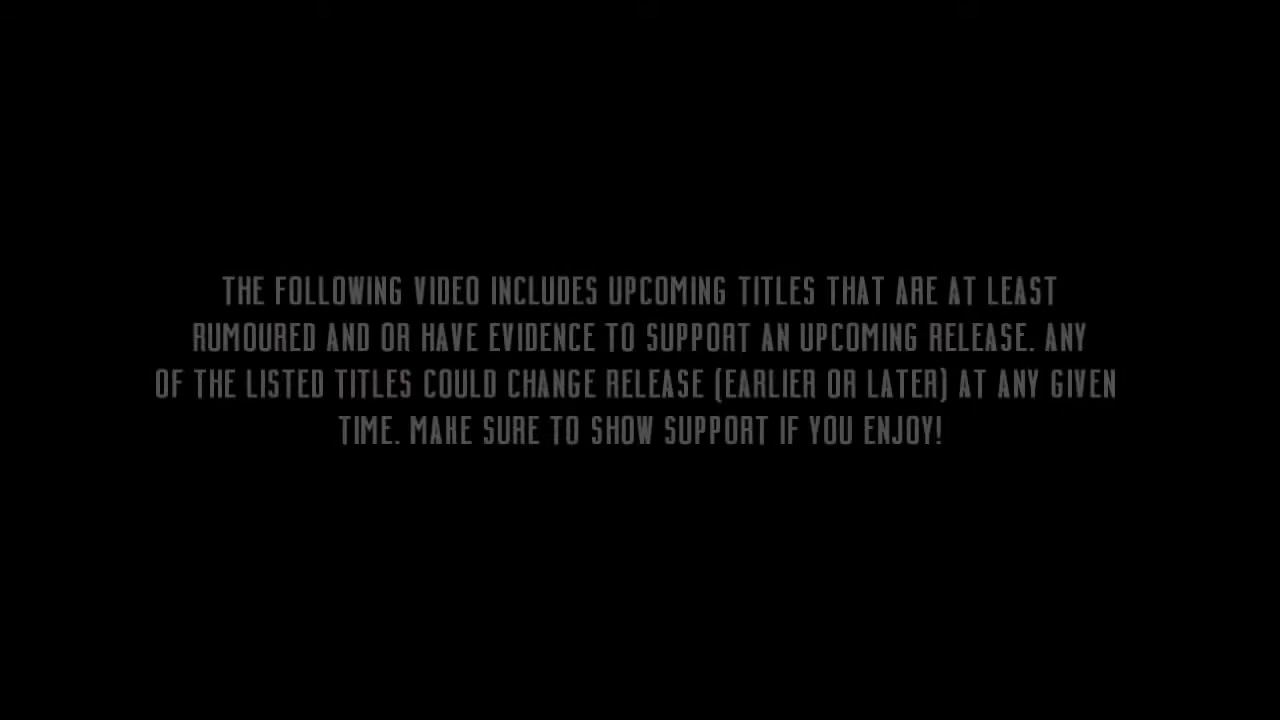 THE FOLLOWING VIDEO INCLUDES UPCOMING TITLES THAT ARE AT LEAST
RUMOURED AND OR HAVE EVIDENCE TO SUPPORT AN UPCOMING RELEASE. ANY
OF THE LISTED TITLES COULD CHANGE RELEASE (EARLIER OR LATER) AT ANY GIVEN
TIME. MAKE SURE TO SHOW SUPPORT IF YOU ENJOY!